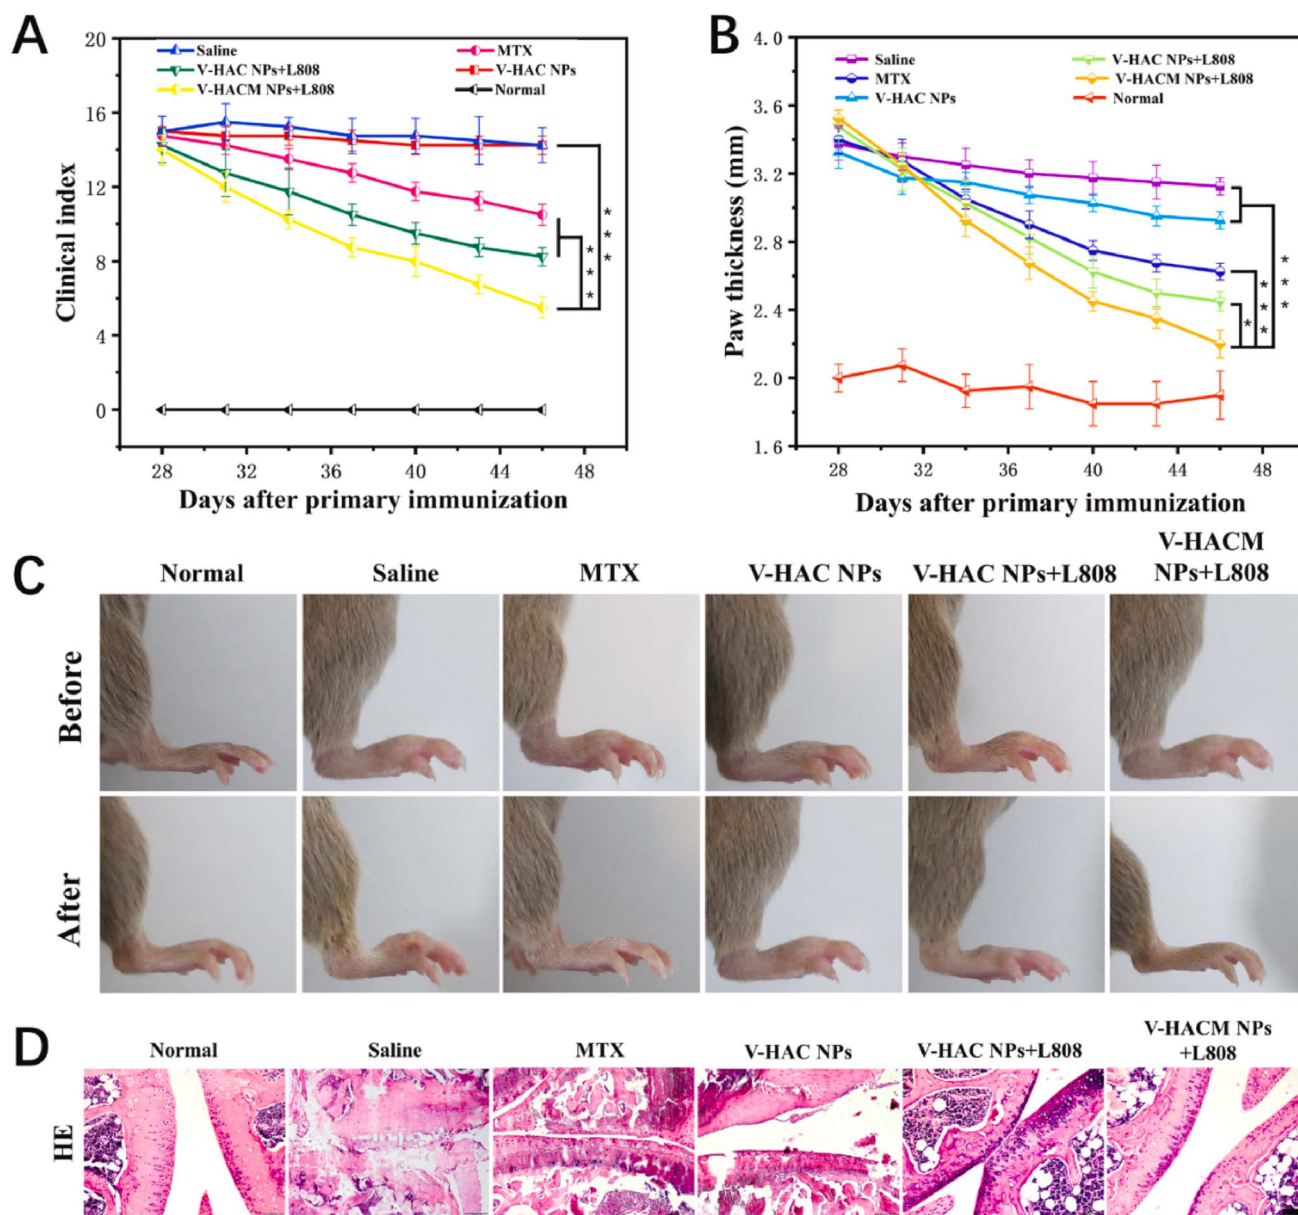 A
20
16
12
8
4
0
Clinical index
Saline
MTX
V-HAC NPs+L808
V-HAC NPs
V-HACM NPs+L808
Normal
* * *
* * *
28 32 36 40 44 48
Days after primary immunization
B
4.0
3.6
3.2
2.8
2.4
2.0
1.6
Paw thickness (mm)
Saline
V-HAC NPs+L808
MTX
V-HACM NPs+L808
V-HAC NPs
Normal
*
* * *
* * *
28 32 36 40 44 48
Days after primary immunization
C
Normal
Saline
MTX
V-HAC NPs
V-HAC NPs+L808
V-HACM
NPs+L808
Before
After
D
Normal
Saline
MTX
V-HAC NPs
V-HAC NPs+L808
V-HACM NPs
+L808
HE